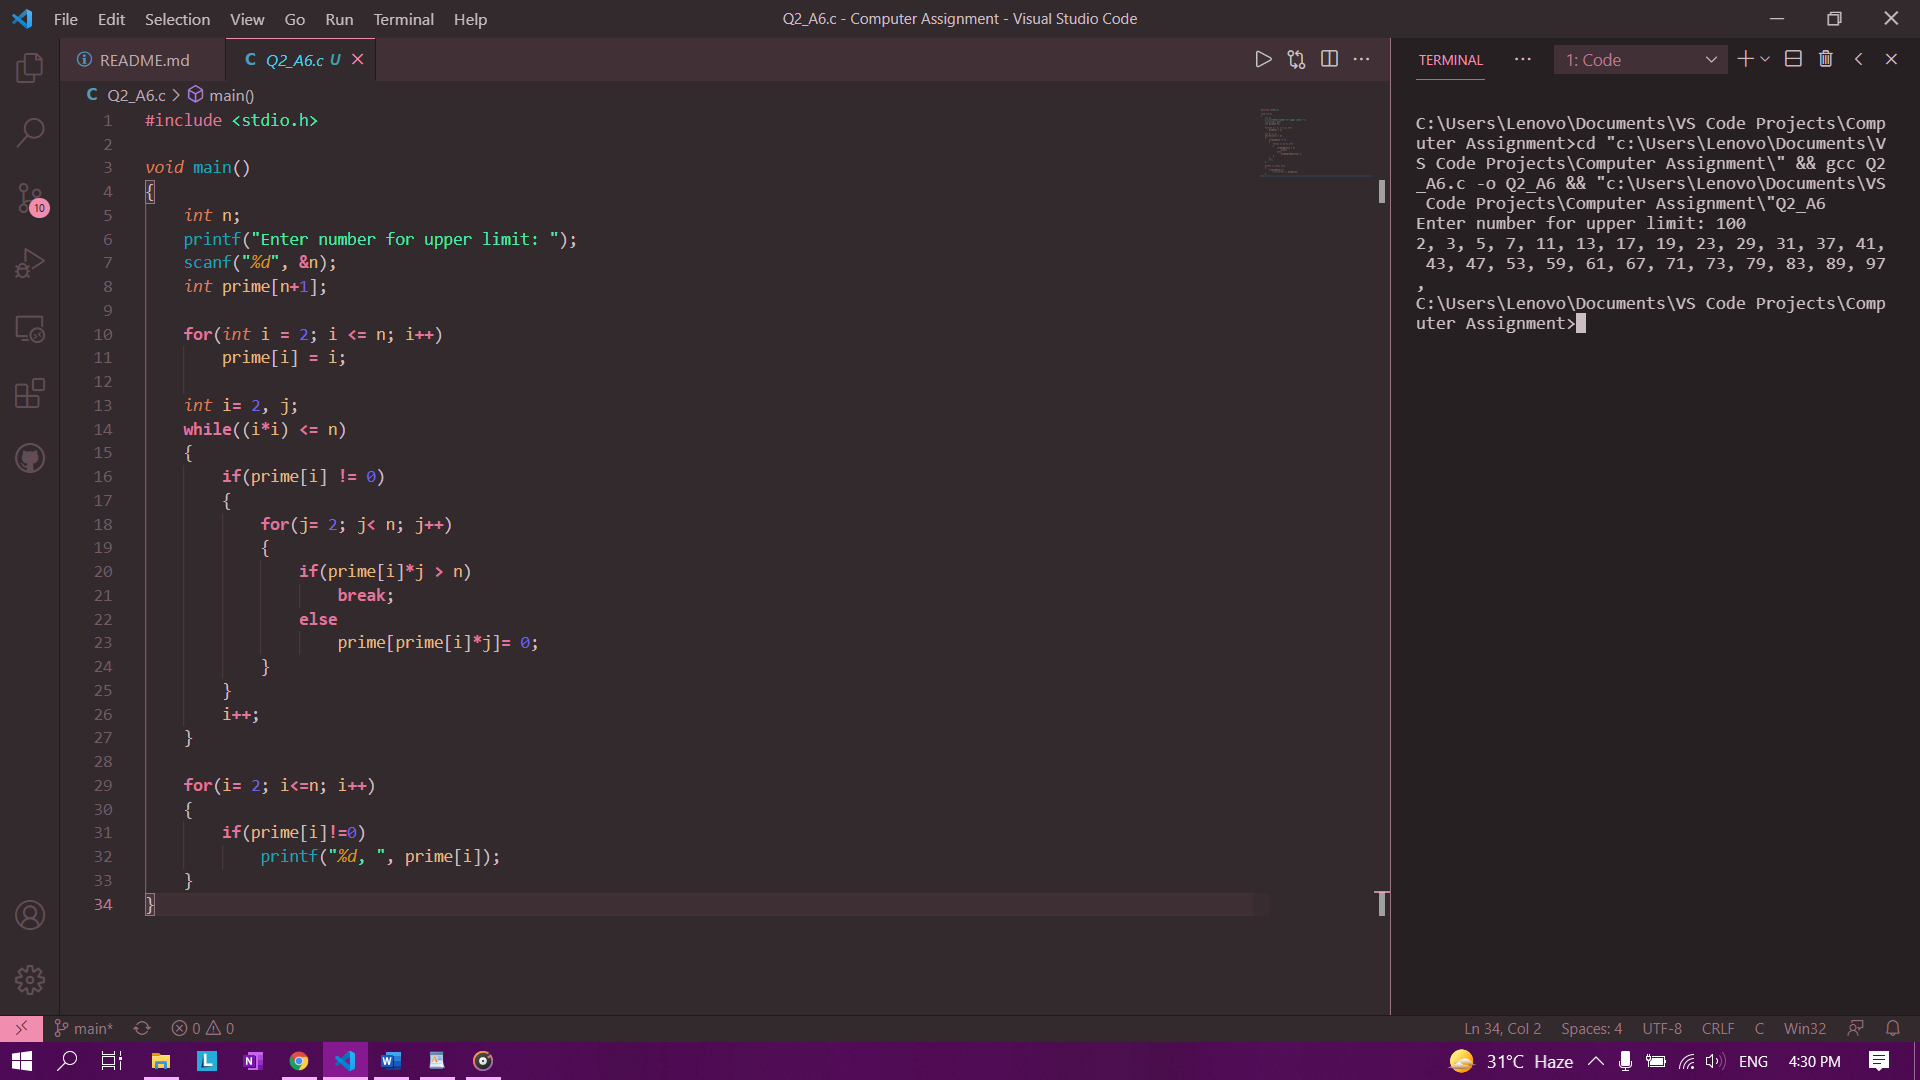 File Edit Selection View Go Run Terminal Help
Q2_A6.c - Computer Assignment - Visual Studio Code
README.md
C Q2_A6.c U
C Q2_A6.c > main()
1 #include <stdio.h>
2
3 void main()
4 {
5     int n;
6     printf("Enter number for upper limit: ");
7     scanf("%d", &n);
8     int prime[n+1];
9
10     for(int i = 2; i <= n; i++)
11         prime[i] = i;
12
13     int i= 2, j;
14     while((i*i) <= n)
15     {
16         if(prime[i] != 0)
17         {
18             for(j= 2; j< n; j++)
19             {
20                 if(prime[i]*j > n)
21                     break;
22                 else
23                     prime[prime[i]*j]= 0;
24             }
25         }
26         i++;
27     }
28
29     for(i= 2; i<=n; i++)
30     {
31         if(prime[i]!=0)
32             printf("%d, ", prime[i]);
33     }
34 }
10
TERMINAL
1: Code
C:\Users\Lenovo\Documents\VS Code Projects\Comp
uter Assignment>cd "c:\Users\Lenovo\Documents\V
S Code Projects\Computer Assignment\" && gcc Q2
_A6.c -o Q2_A6 && "c:\Users\Lenovo\Documents\VS
 Code Projects\Computer Assignment\"Q2_A6
Enter number for upper limit: 100
2, 3, 5, 7, 11, 13, 17, 19, 23, 29, 31, 37, 41,
 43, 47, 53, 59, 61, 67, 71, 73, 79, 83, 89, 97
,
C:\Users\Lenovo\Documents\VS Code Projects\Comp
uter Assignment>
main* 0 0
Ln 34, Col 2 Spaces: 4 UTF-8 CRLF C Win32
L N W
31°C Haze ENG 4:30 PM